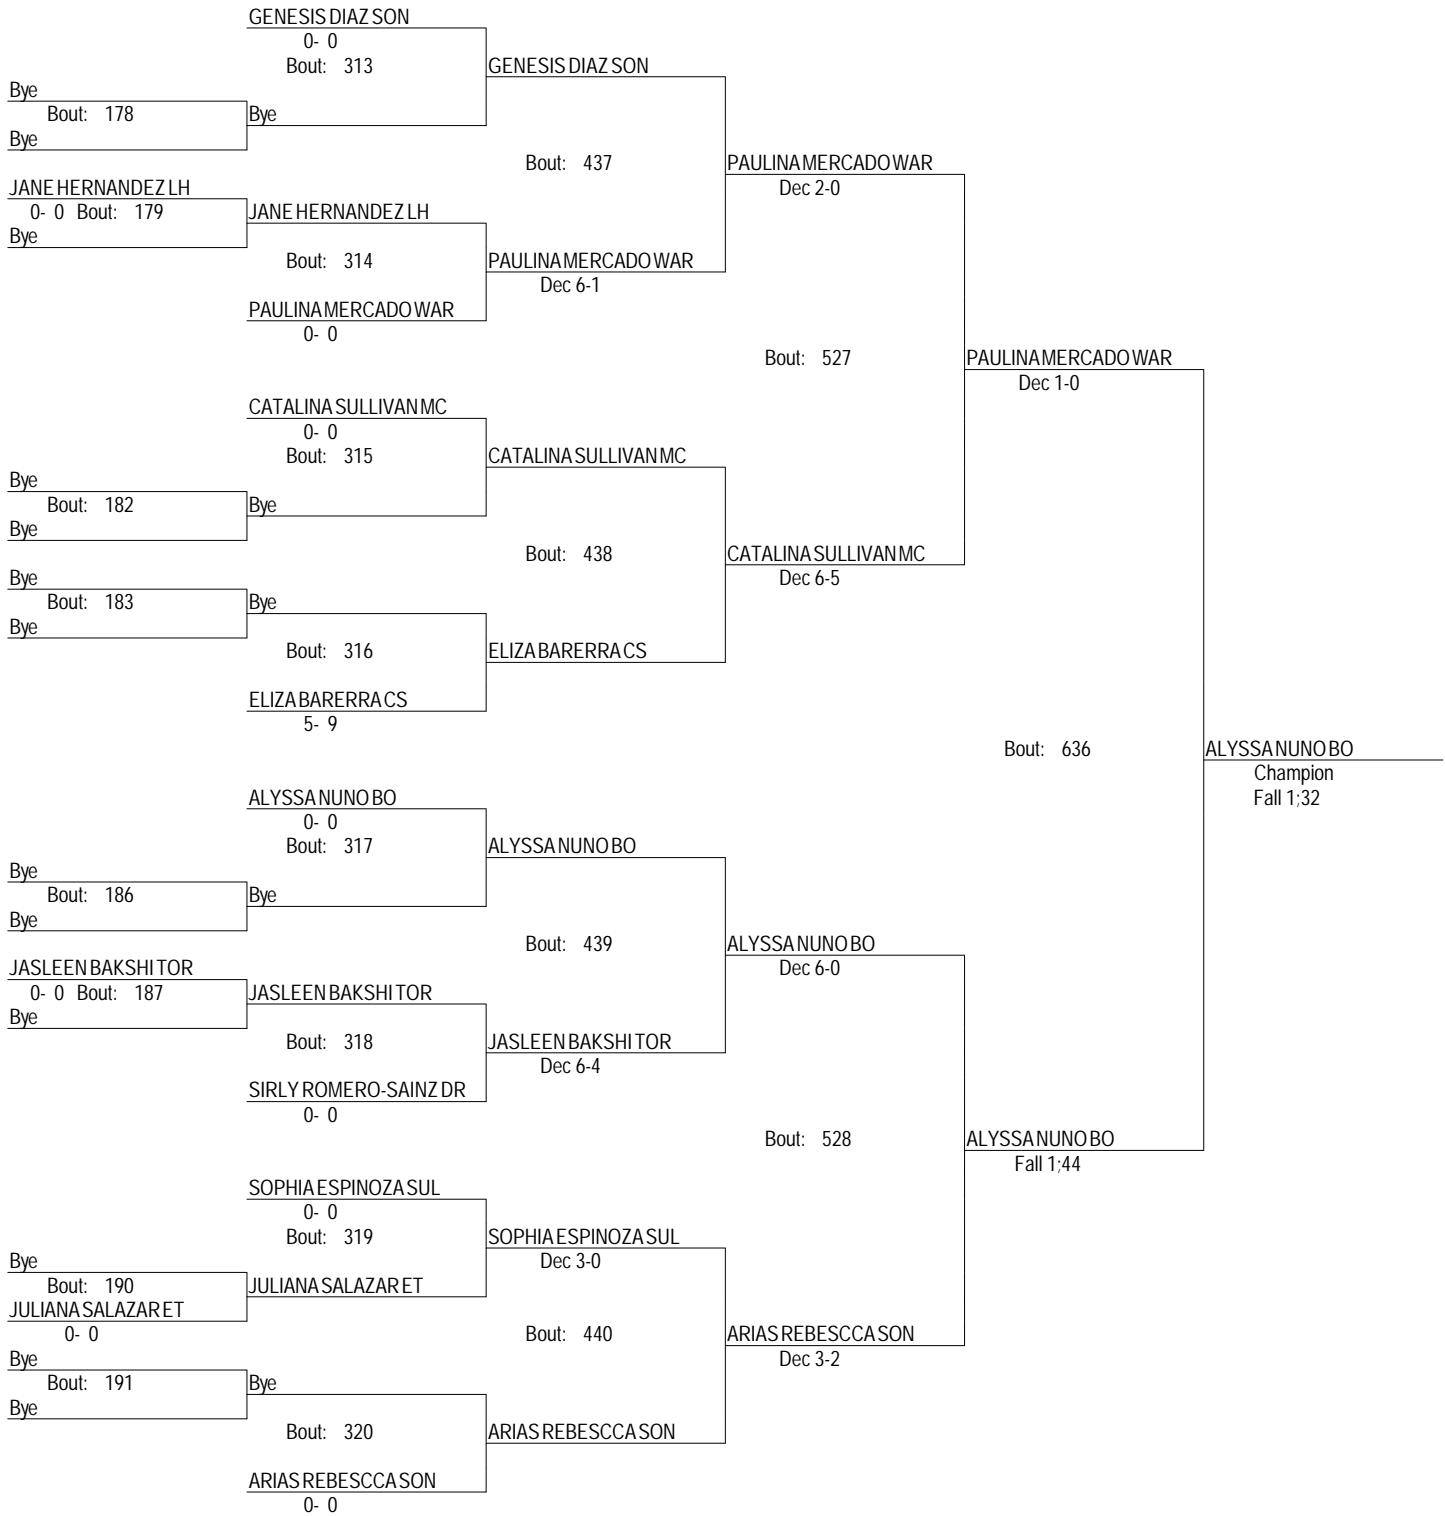 GENESIS DIAZ SON
0- 0
Bout: 313
GENESIS DIAZ SON
Bye
Bout: 178
Bye
Bye
Bout: 437
PAULINA MERCADO WAR
Dec 2-0
JANE HERNANDEZ LH
0- 0 Bout: 179
JANE HERNANDEZ LH
Bye
Bout: 314
PAULINA MERCADO WAR
Dec 6-1
PAULINA MERCADO WAR
0- 0
Bout: 527
PAULINA MERCADO WAR
Dec 1-0
CATALINA SULLIVAN MC
0- 0
Bout: 315
CATALINA SULLIVAN MC
Bye
Bout: 182
Bye
Bye
Bout: 438
CATALINA SULLIVAN MC
Dec 6-5
Bye
Bout: 183
Bye
Bye
Bout: 316
ELIZA BARERRA CS
ELIZA BARERRA CS
5- 9
Bout: 636
ALYSSA NUNO BO
Champion
Fall 1;32
ALYSSA NUNO BO
0- 0
Bout: 317
ALYSSA NUNO BO
Bye
Bout: 186
Bye
Bye
Bout: 439
ALYSSA NUNO BO
Dec 6-0
JASLEEN BAKSHI TOR
0- 0 Bout: 187
JASLEEN BAKSHI TOR
Bye
Bout: 318
JASLEEN BAKSHI TOR
Dec 6-4
SIRLY ROMERO-SAINZ DR
0- 0
Bout: 528
ALYSSA NUNO BO
Fall 1;44
SOPHIA ESPINOZA SUL
0- 0
Bout: 319
SOPHIA ESPINOZA SUL
Dec 3-0
Bye
Bout: 190
JULIANA SALAZAR ET
JULIANA SALAZAR ET
0- 0
Bout: 440
ARIAS REBESCCA SON
Dec 3-2
Bye
Bout: 191
Bye
Bye
Bout: 320
ARIAS REBESCCA SON
ARIAS REBESCCA SON
0- 0